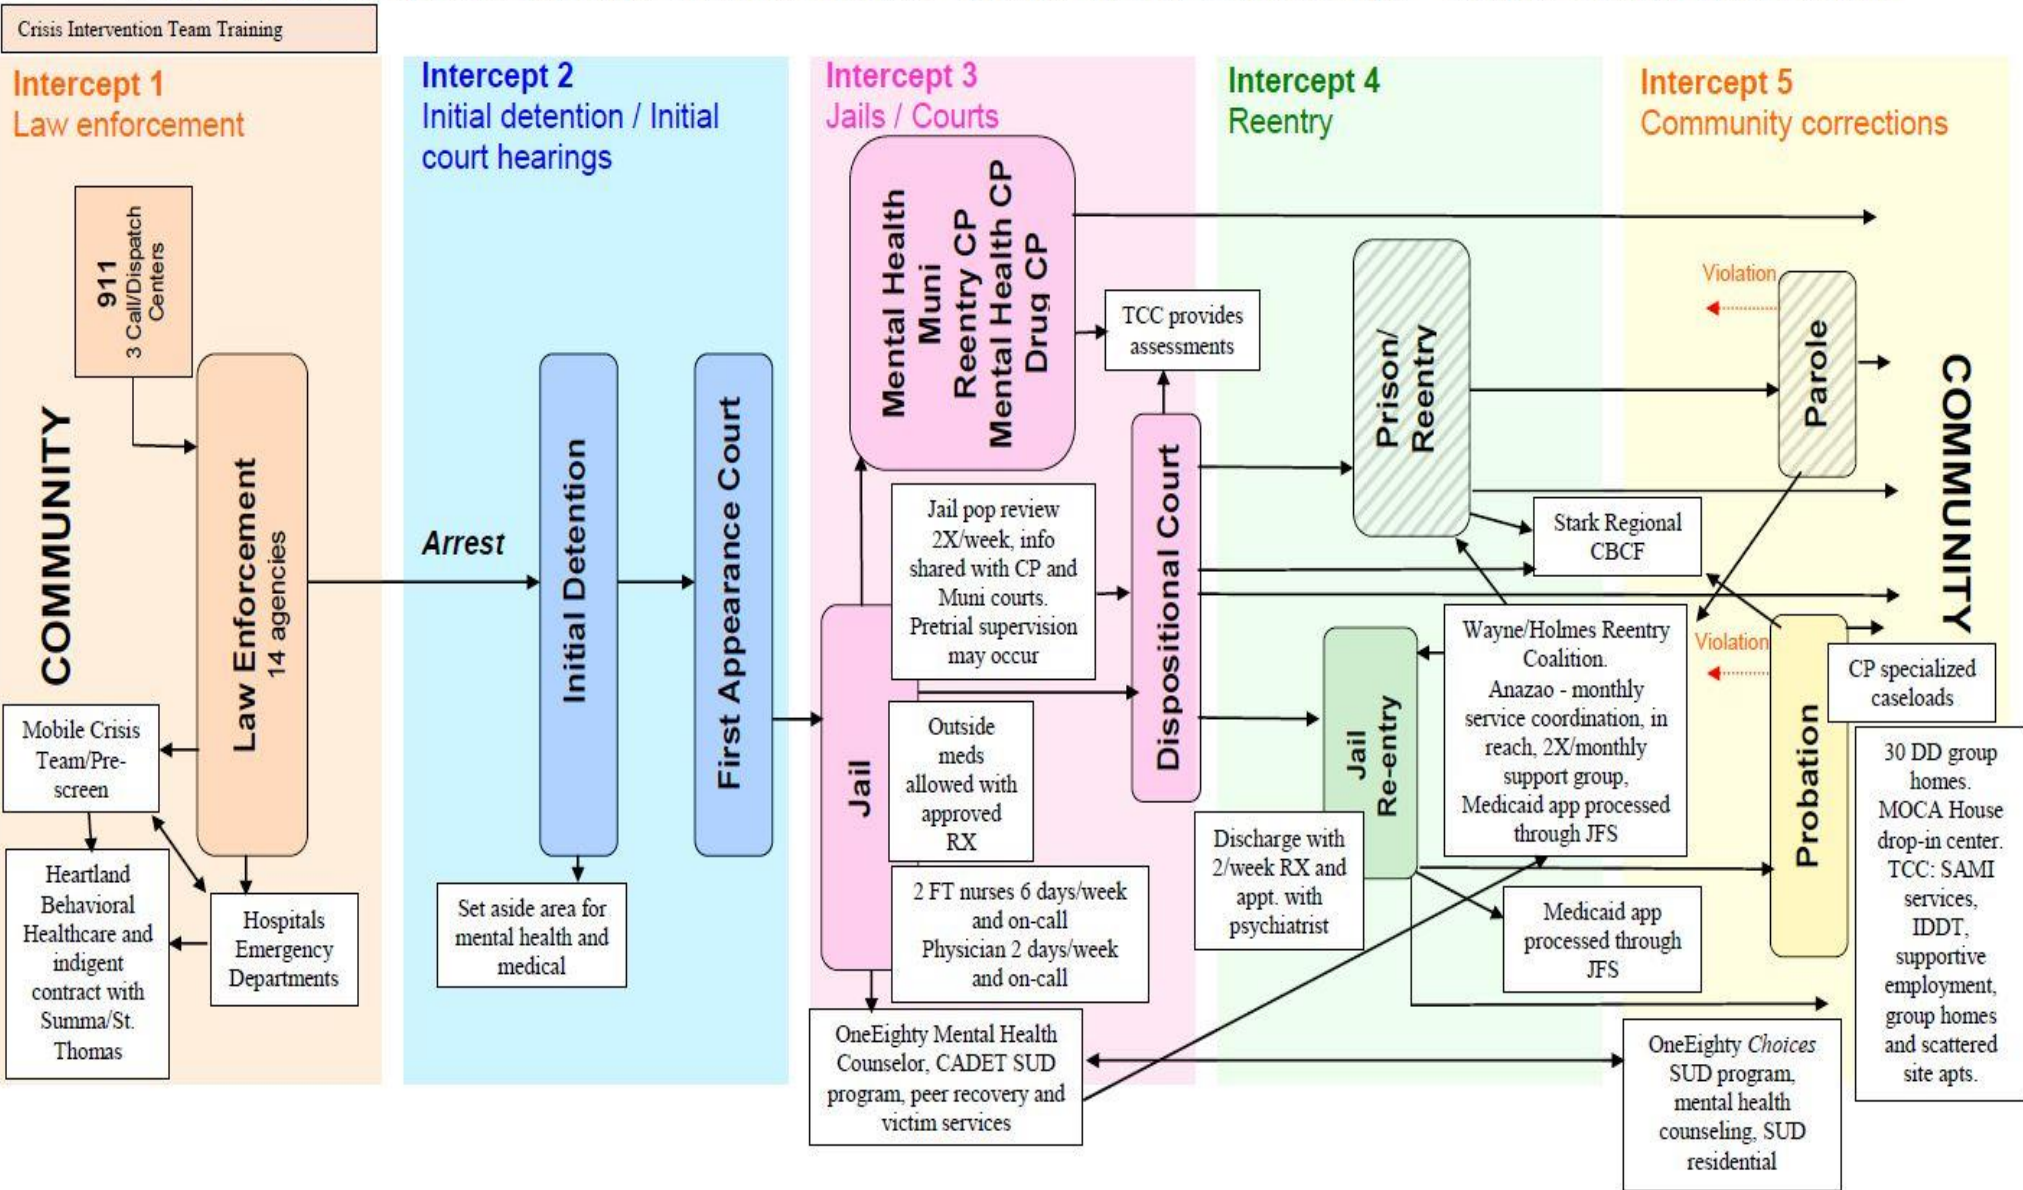 Crisis Intervention Team Training
Intercept 1
Law enforcement
911
3 Call/Dispatch
Centers
COMMUNITY
Law Enforcement
14 agencies
Mobile Crisis
Team/Pre-
screen
Heartland
Behavioral
Healthcare and
indigent
contract with
Summa/St.
Thomas
Hospitals
Emergency
Departments
Intercept 2
Initial detention / Initial
court hearings
Arrest
Initial Detention
First Appearance Court
Set aside area for
mental health and
medical
Intercept 3
Jails / Courts
Mental Health
Muni
Reentry CP
Mental Health CP
Drug CP
TCC provides
assessments
Jail pop review
2X/week, info
shared with CP and
Muni courts.
Pretrial supervision
may occur
Dispositional Court
Jail
Outside
meds
allowed with
approved
RX
2 FT nurses 6 days/week
and on-call
Physician 2 days/week
and on-call
OneEighty Mental Health
Counselor, CADET SUD
program, peer recovery and
victim services
Intercept 4
Reentry
Prison/
Reentry
Stark Regional
CBCF
Jail
Re-entry
Wayne/Holmes Reentry
Coalition.
Anazao - monthly
service coordination, in
reach, 2X/monthly
support group,
Medicaid app processed
through JFS
Discharge with
2/week RX and
appt. with
psychiatrist
Medicaid app
processed through
JFS
Intercept 5
Community corrections
Violation
Parole
COMMUNITY
Violation
Probation
CP specialized
caseloads
30 DD group
homes.
MOCA House
drop-in center.
TCC: SAMI
services,
IDDT,
supportive
employment,
group homes
and scattered
site apts.
OneEighty Choices
SUD program,
mental health
counseling, SUD
residential